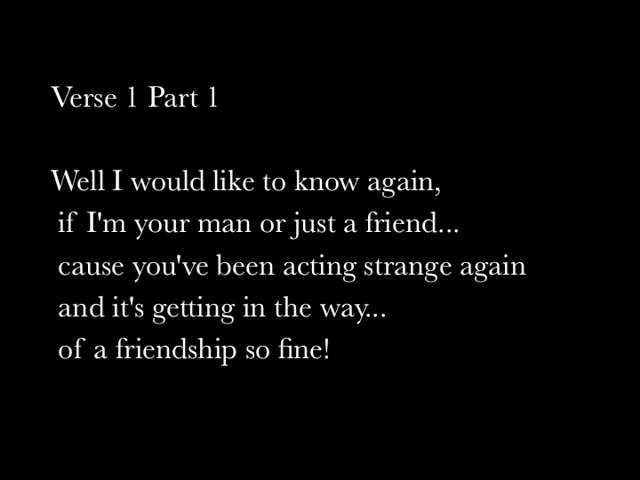 Verse 1 Part 1
Well I would like to know again,
if I'm your man or just a friend...
cause you've been acting strange again
and it's getting in the way...
of a friendship so fine!